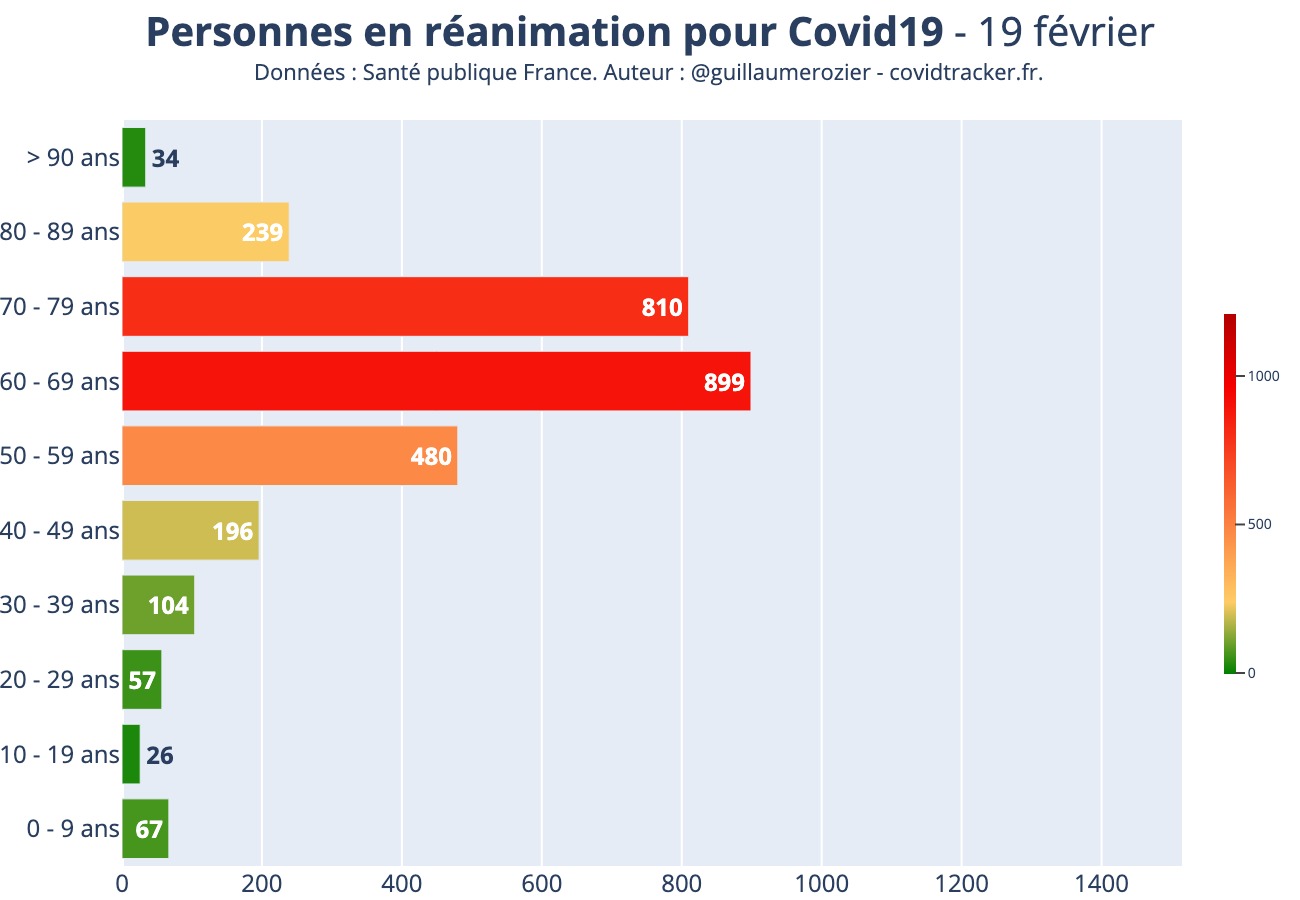 Personnes en réanimation pour Covid19 - 19 février
Données : Santé publique France. Auteur : @guillaumerozier - covidtracker.fr.
> 90 ans 34
80 - 89 ans 239
70 - 79 ans 810
60 - 69 ans 899
50 - 59 ans 480
40 - 49 ans 196
30 - 39 ans 104
20 - 29 ans 57
10 - 19 ans 26
0 - 9 ans 67
0 200 400 600 800 1000 1200 1400
1000
500
0